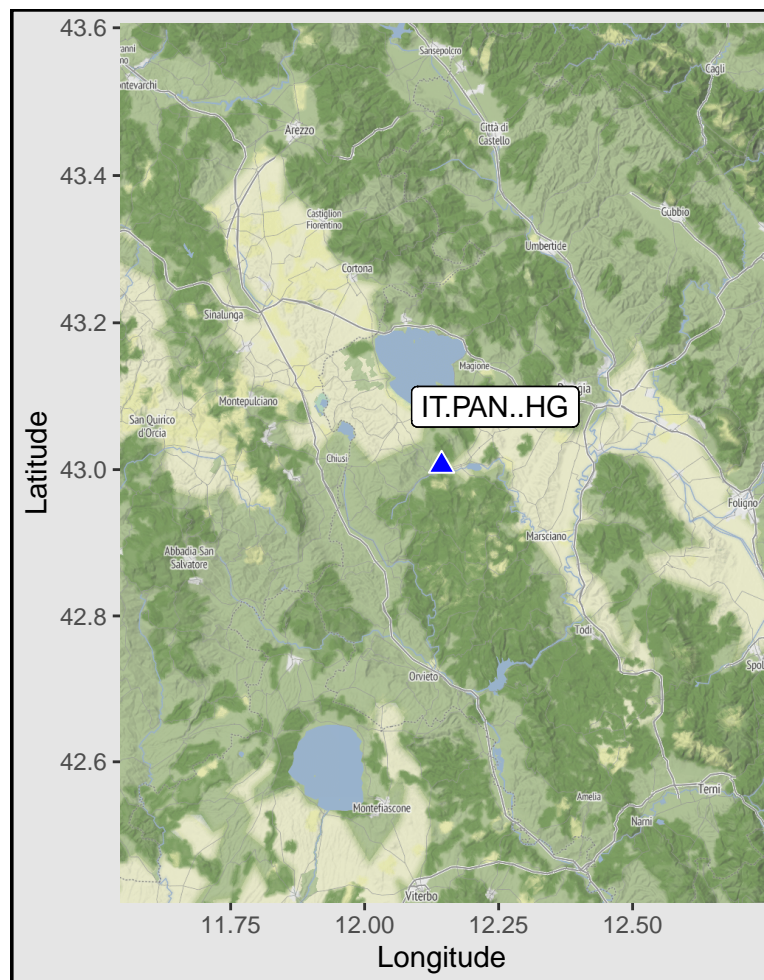 43.6
43.4
43.2
43.0
42.8
42.6
Latitude
11.75
12.00
12.25
12.50
Longitude
IT.PAN..HG
Sansepolcro
Cagli
Arezzo
Città di
Castello
Castiglion
Fiorentino
Gubbio
Umbertide
Cortona
Sinalunga
Magione
Montepulciano
San Quirico
d'Orcia
Chiusi
Foligno
Marsciano
Abbadia San
Salvatore
Todi
Orvieto
Terni
Amelia
Montefiascone
Narni
Viterbo